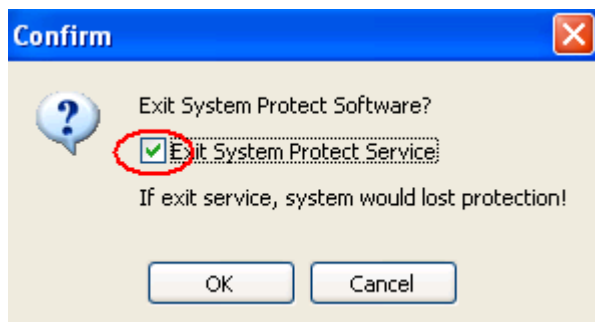 Confirm
Exit System Protect Software?
Exit System Protect Service
If exit service, system would lost protection!
OK
Cancel